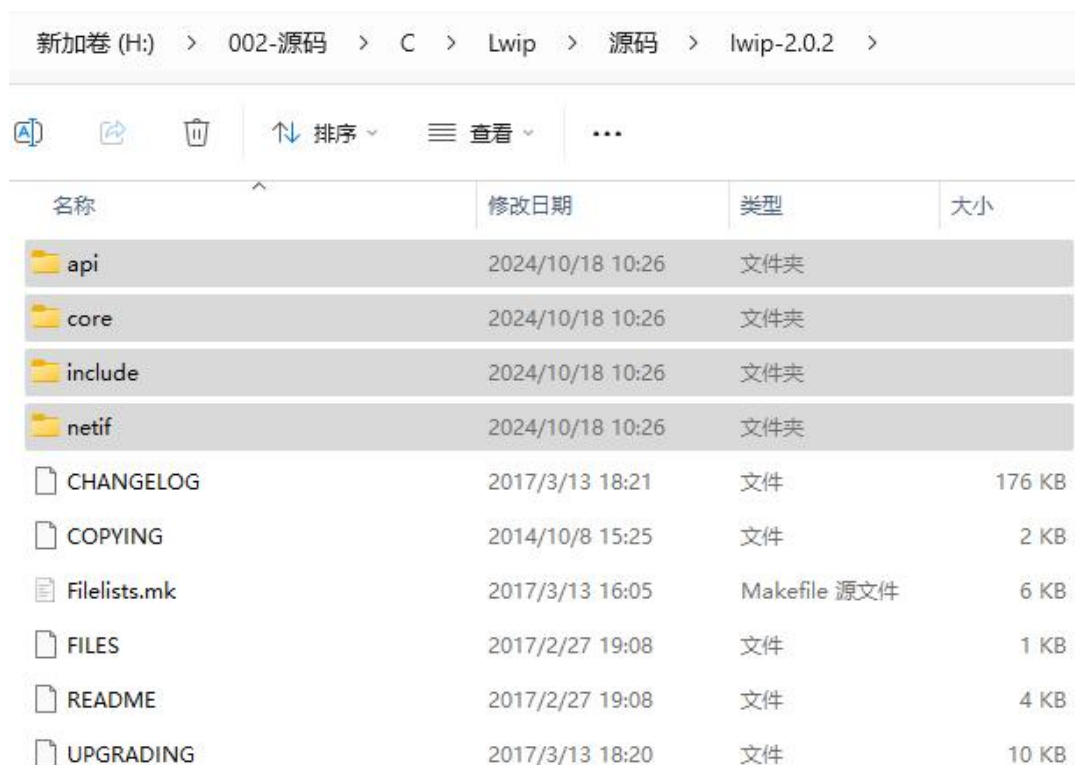 新加卷 (H:) > 002-源码 > C > Lwip > 源码 > lwip-2.0.2 >
排序 查看 ...
名称 修改日期 类型 大小
api 2024/10/18 10:26 文件夹
core 2024/10/18 10:26 文件夹
include 2024/10/18 10:26 文件夹
netif 2024/10/18 10:26 文件夹
CHANGELOG 2017/3/13 18:21 文件 176 KB
COPYING 2014/10/8 15:25 文件 2 KB
Filelists.mk 2017/3/13 16:05 Makefile 源文件 6 KB
FILES 2017/2/27 19:08 文件 1 KB
README 2017/2/27 19:08 文件 4 KB
UPGRADING 2017/3/13 18:20 文件 10 KB